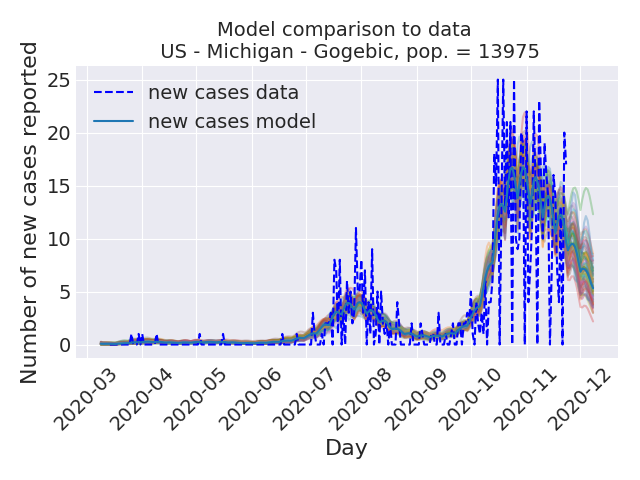 Model comparison to data
US - Michigan - Gogebic, pop. = 13975
Number of new cases reported
25
20
15
10
5
0
new cases data
new cases model
2020-03
2020-04
2020-05
2020-06
2020-07
2020-08
2020-09
2020-10
2020-11
2020-12
Day